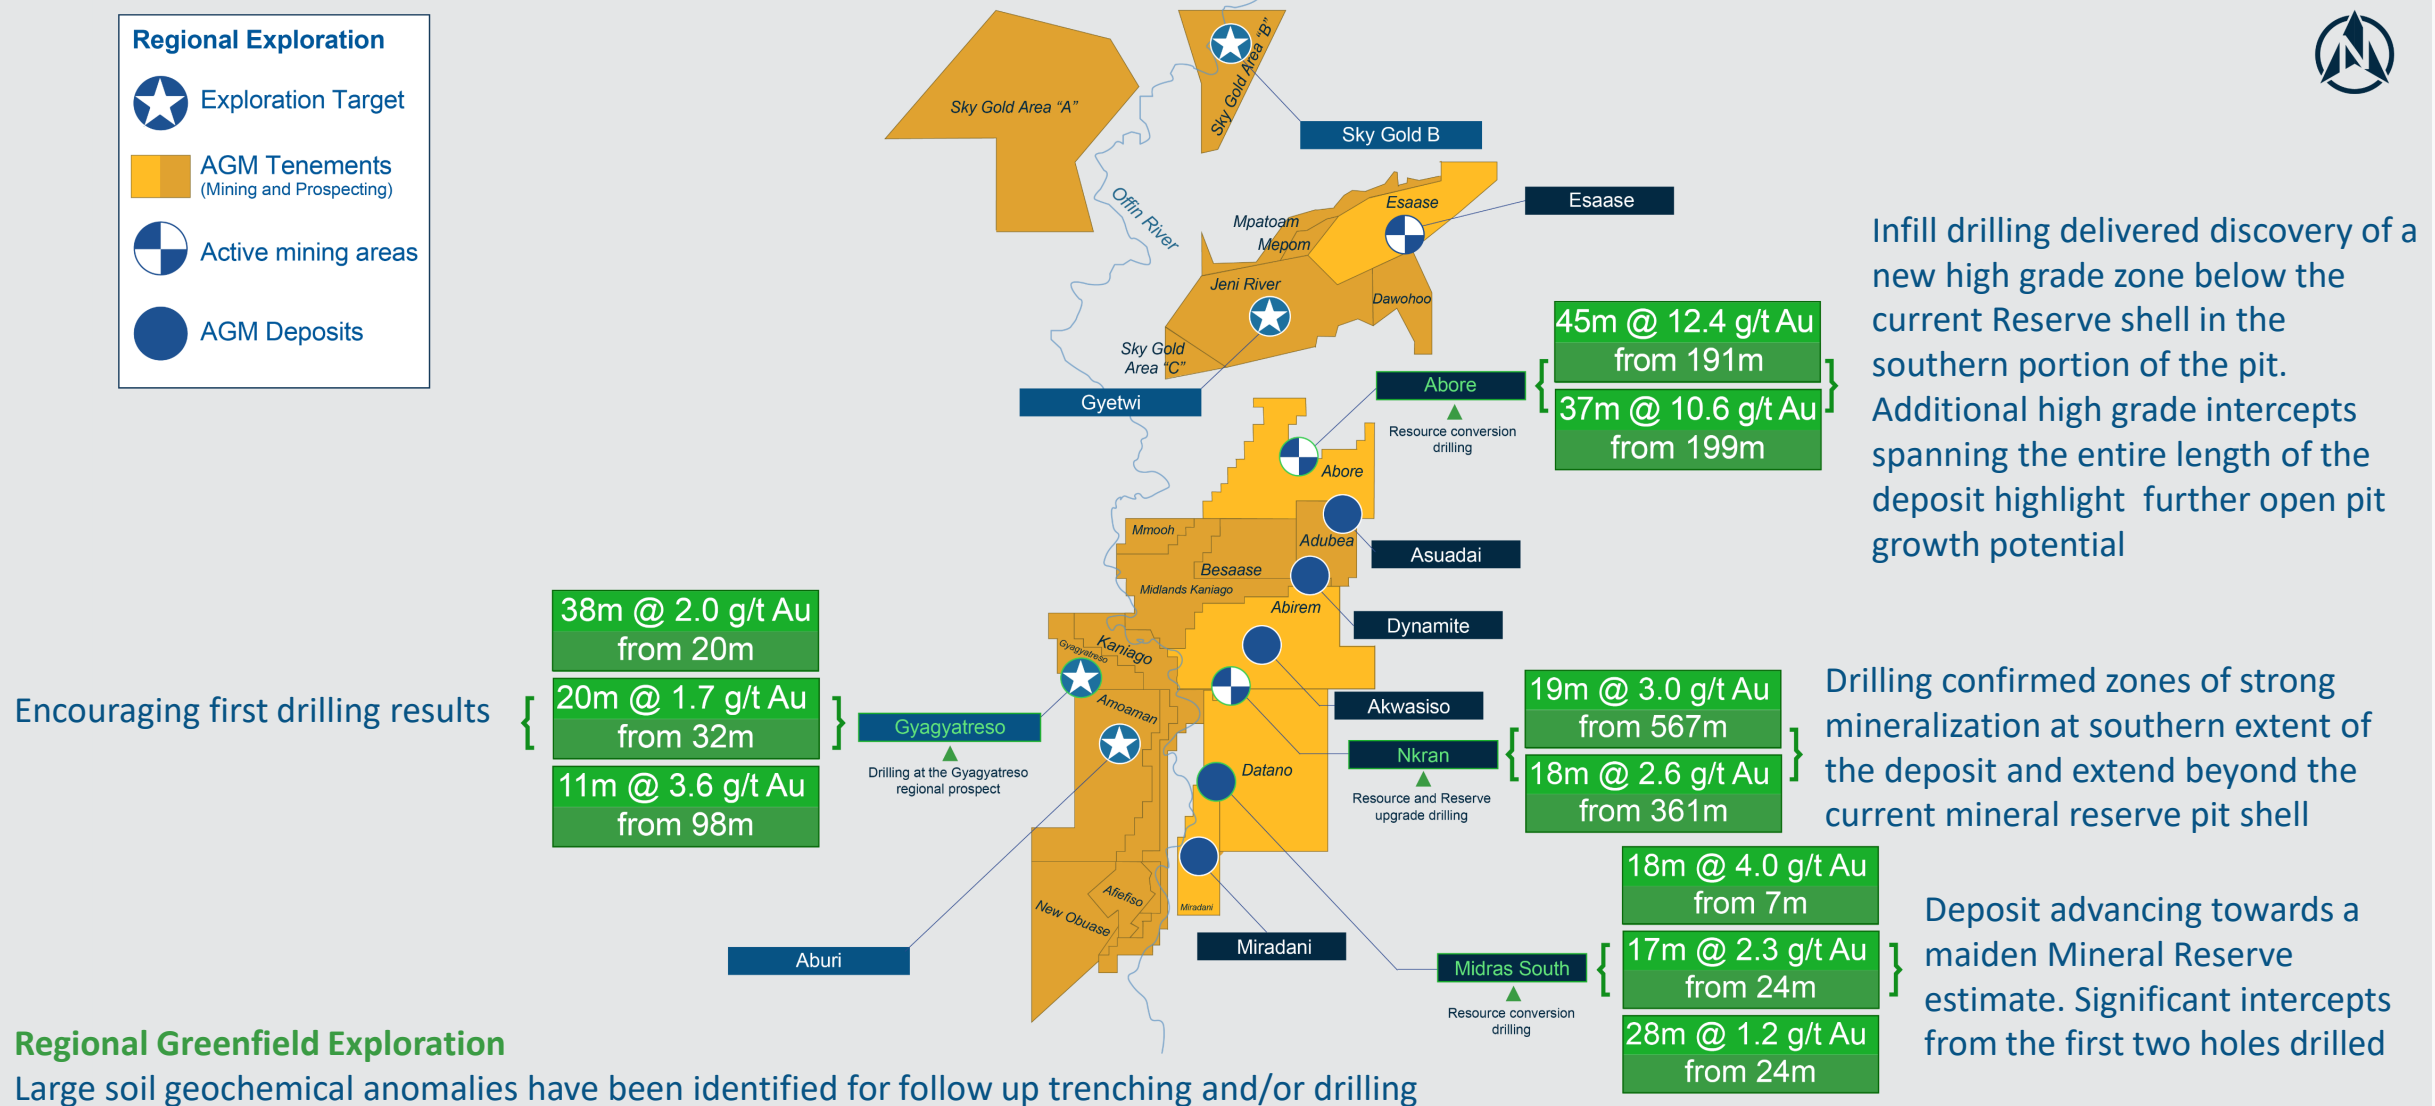 Regional Exploration
Exploration Target
AGM Tenements
(Mining and Prospecting)
Active mining areas
AGM Deposits
N
Sky Gold Area "A"
Sky Gold Area "B"
Sky Gold B
Offin River
Esaase
Esaase
Mpatoam
Mepom
Jeni River
Dawohoo
Sky Gold
Area "C"
Gyetwi
Abore
Resource conversion
drilling
45m @ 12.4 g/t Au
from 191m
37m @ 10.6 g/t Au
from 199m
Infill drilling delivered discovery of a
new high grade zone below the
current Reserve shell in the
southern portion of the pit.
Additional high grade intercepts
spanning the entire length of the
deposit highlight further open pit
growth potential
Abore
Mmooh
Adubea
Asuadai
Besaase
Midlands Kaniago
Abirem
Dynamite
Kaniago
Gyagyatreso
Amoaman
Akwasiso
Encouraging first drilling results
38m @ 2.0 g/t Au
from 20m
20m @ 1.7 g/t Au
from 32m
11m @ 3.6 g/t Au
from 98m
Gyagyatreso
Drilling at the Gyagyatreso
regional prospect
Nkran
Resource and Reserve
upgrade drilling
19m @ 3.0 g/t Au
from 567m
18m @ 2.6 g/t Au
from 361m
Drilling confirmed zones of strong
mineralization at southern extent of
the deposit and extend beyond the
current mineral reserve pit shell
Datano
Afiefiso
New Obuase
Miradani
Miradani
Aburi
Midras South
Resource conversion
drilling
18m @ 4.0 g/t Au
from 7m
17m @ 2.3 g/t Au
from 24m
28m @ 1.2 g/t Au
from 24m
Deposit advancing towards a
maiden Mineral Reserve
estimate. Significant intercepts
from the first two holes drilled
Regional Greenfield Exploration
Large soil geochemical anomalies have been identified for follow up trenching and/or drilling